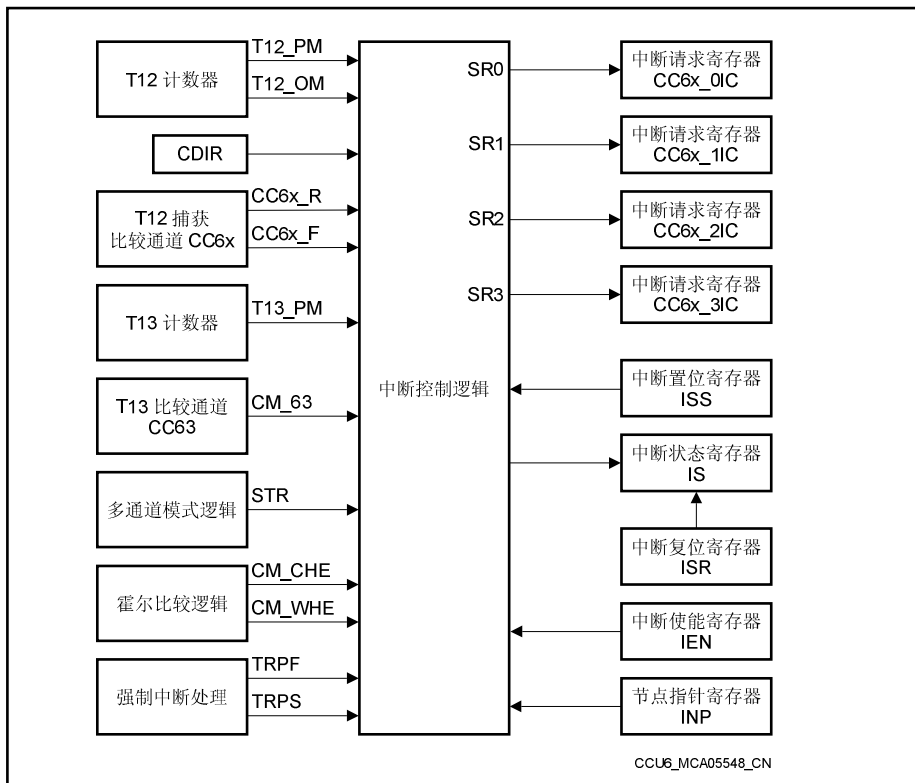 T12 计数器
T12_PM
T12_OM
CDIR
T12 捕获
比较通道 CC6x
CC6x_R
CC6x_F
T13 计数器
T13_PM
T13 比较通道
CC63
CM_63
多通道模式逻辑
STR
霍尔比较逻辑
CM_CHE
CM_WHE
强制中断处理
TRPF
TRPS
中断控制逻辑
SR0
SR1
SR2
SR3
中断请求寄存器
CC6x_0IC
中断请求寄存器
CC6x_1IC
中断请求寄存器
CC6x_2IC
中断请求寄存器
CC6x_3IC
中断置位寄存器
ISS
中断状态寄存器
IS
中断复位寄存器
ISR
中断使能寄存器
IEN
节点指针寄存器
INP
CCU6_MCA05548_CN